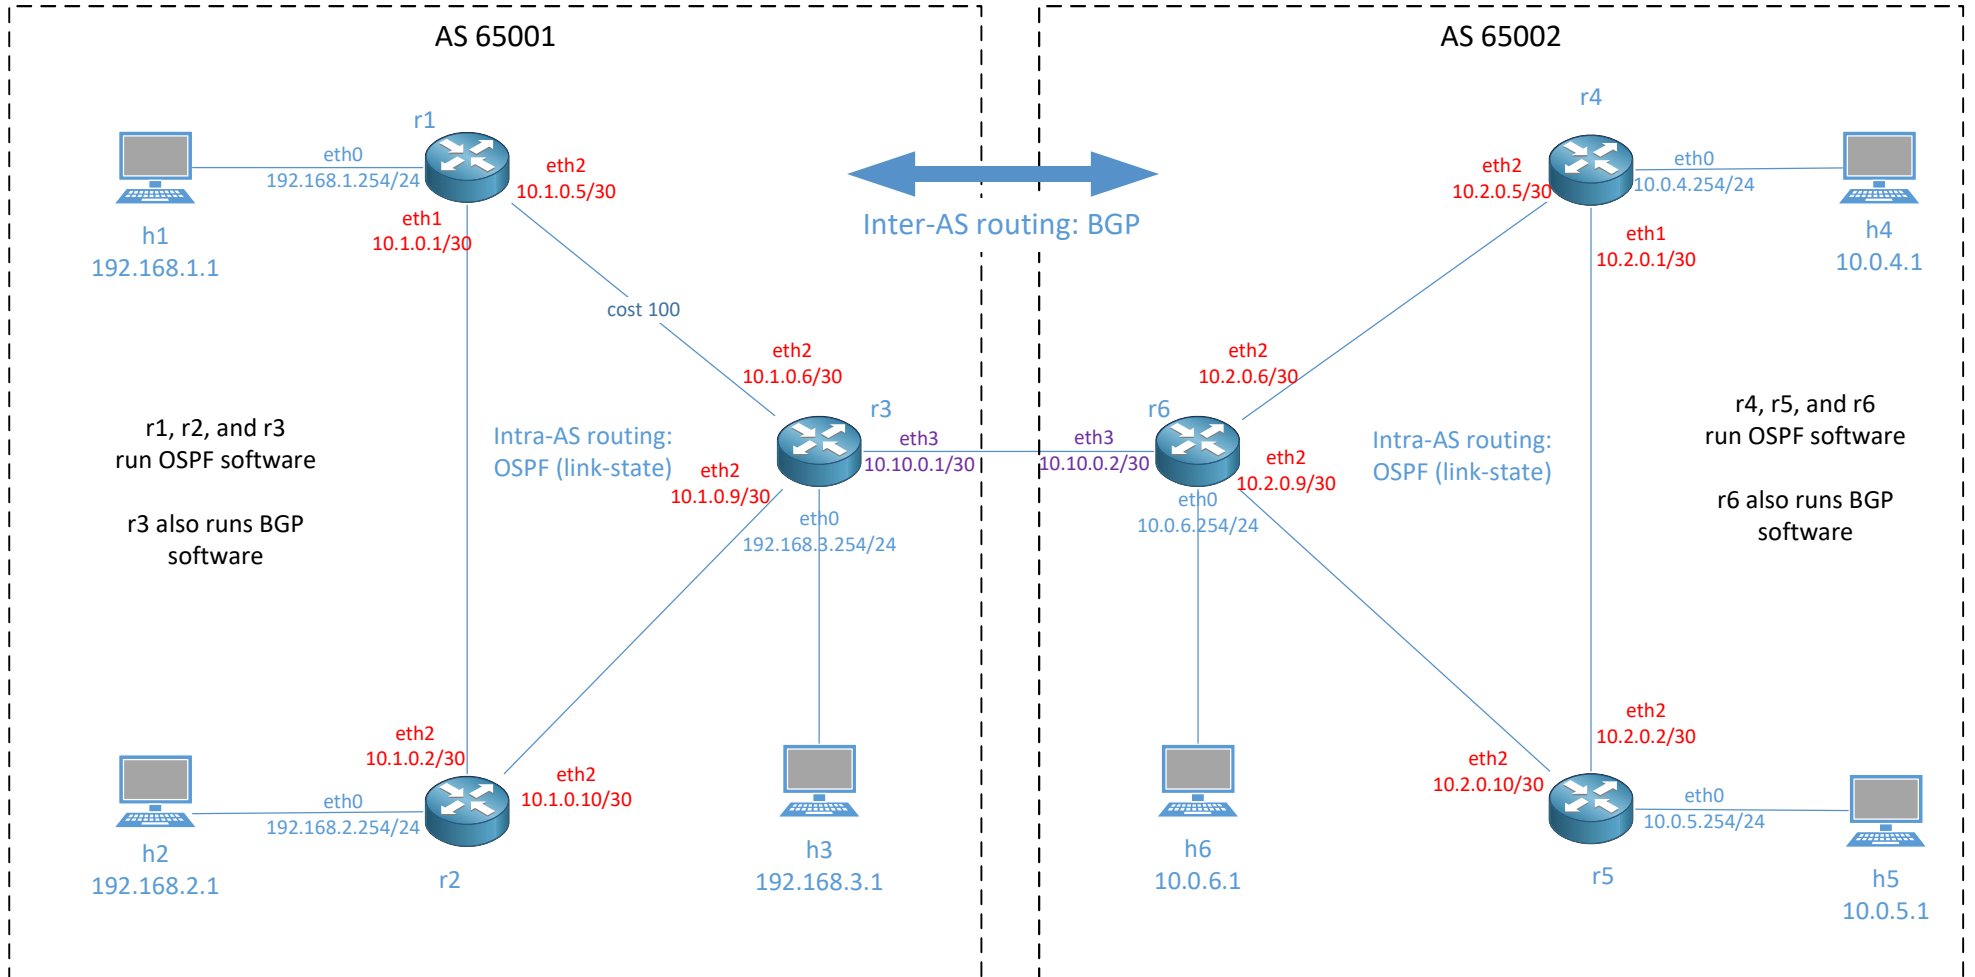 AS 65001
AS 65002
r1
eth0
192.168.1.254/24
eth2
10.1.0.5/30
eth1
10.1.0.1/30
h1
192.168.1.1
cost 100
eth2
10.1.0.6/30
r3
r1, r2, and r3
run OSPF software
r3 also runs BGP
software
Intra-AS routing:
OSPF (link-state)
eth2
10.1.0.9/30
eth3
10.10.0.1/30
eth0
192.168.3.254/24
eth2
10.1.0.2/30
eth2
10.1.0.10/30
eth0
192.168.2.254/24
h2
192.168.2.1
r2
h3
192.168.3.1
Inter-AS routing: BGP
r4
eth2
10.2.0.5/30
eth0
10.0.4.254/24
eth1
10.2.0.1/30
h4
10.0.4.1
eth2
10.2.0.6/30
r6
eth3
10.10.0.2/30
eth2
10.2.0.9/30
eth0
10.0.6.254/24
Intra-AS routing:
OSPF (link-state)
r4, r5, and r6
run OSPF software
r6 also runs BGP
software
eth2
10.2.0.2/30
eth2
10.2.0.10/30
eth0
10.0.5.254/24
h6
10.0.6.1
r5
h5
10.0.5.1